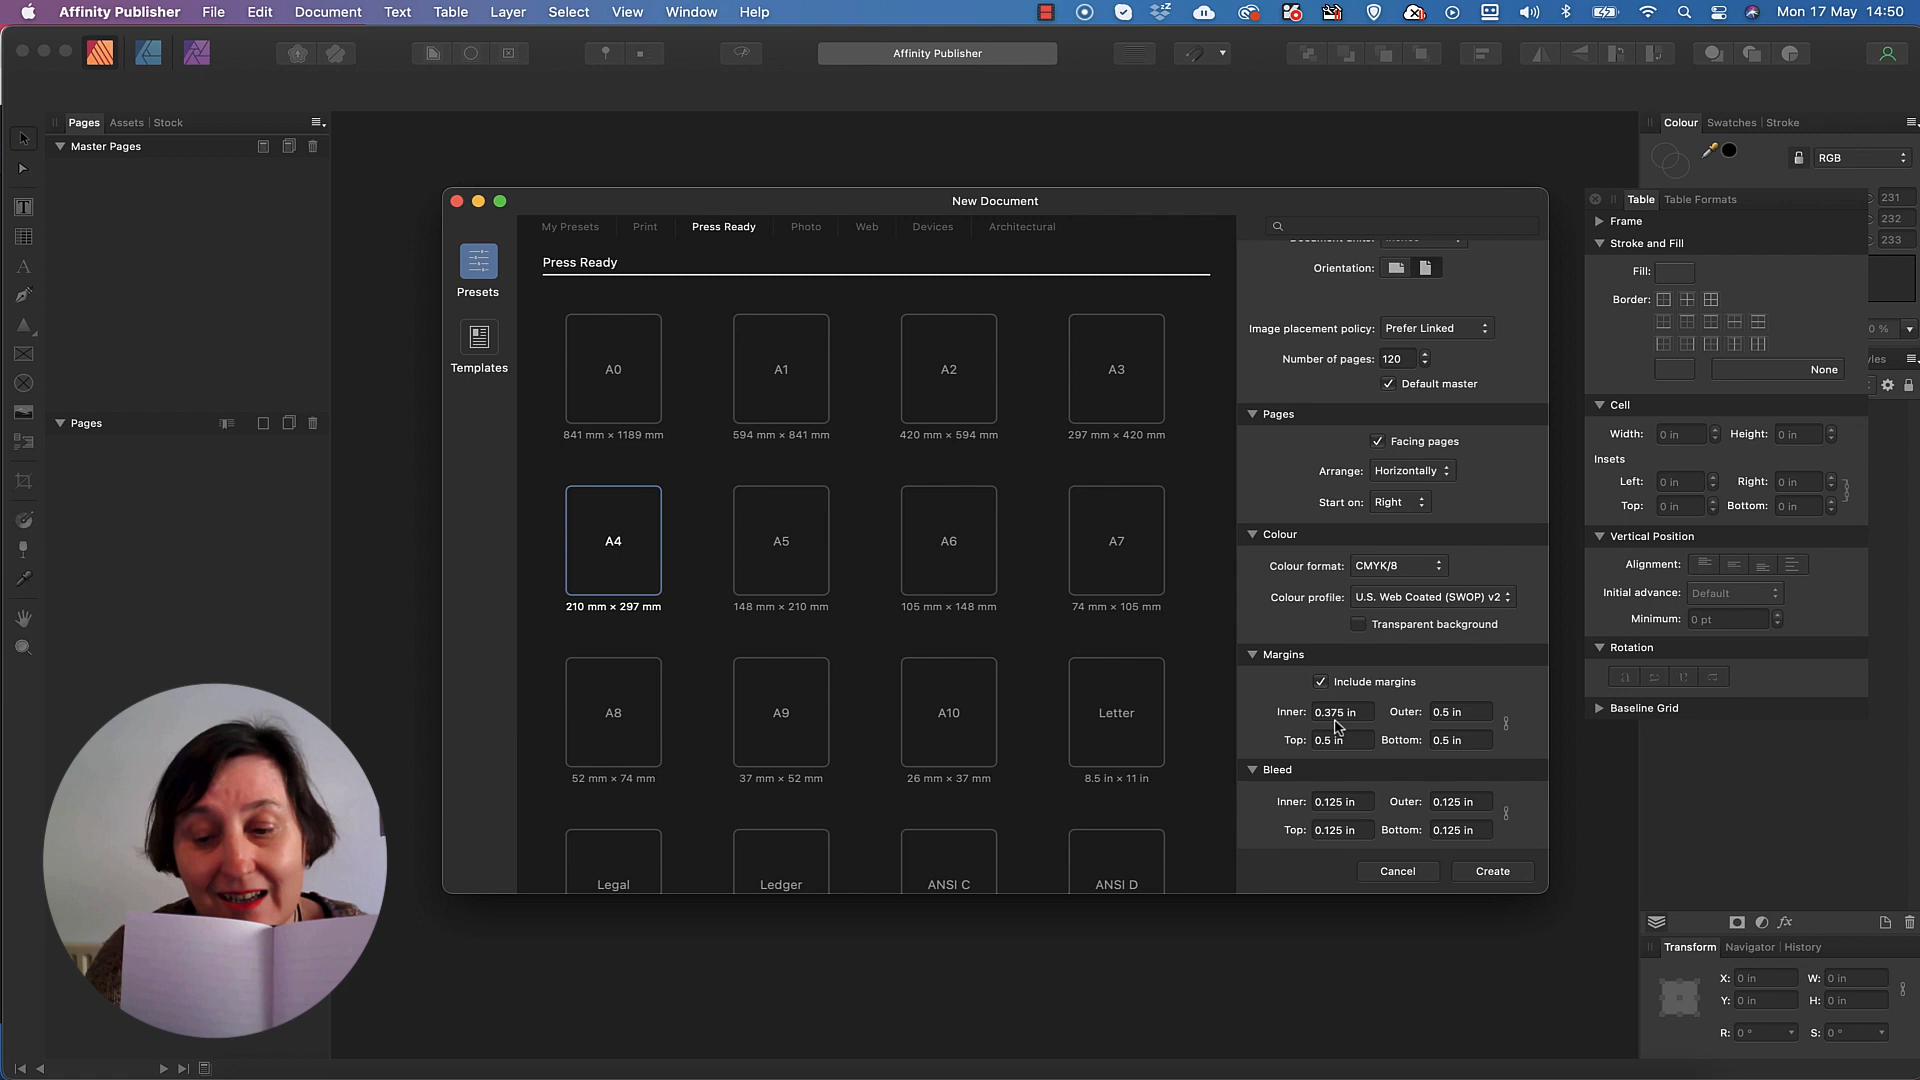 Affinity Publisher File Edit Document Text Table Layer Select View Window Help Mon 17 May 14:50
Affinity Publisher
Pages Assets Stock
Master Pages
Pages
New Document
My Presets Print Press Ready Photo Web Devices Architectural
Presets
Templates
Press Ready
A0 A1 A2 A3
841 mm × 1189 mm 594 mm × 841 mm 420 mm × 594 mm 297 mm × 420 mm
A4 A5 A6 A7
210 mm × 297 mm 148 mm × 210 mm 105 mm × 148 mm 74 mm × 105 mm
A8 A9 A10 Letter
52 mm × 74 mm 37 mm × 52 mm 26 mm × 37 mm 8.5 in × 11 in
Legal Ledger ANSI C ANSI D
Orientation:
Image placement policy: Prefer Linked
Number of pages: 120
Default master
Pages
Facing pages
Arrange: Horizontally
Start on: Right
Colour
Colour format: CMYK/8
Colour profile: U.S. Web Coated (SWOP) v2
Transparent background
Margins
Include margins
Inner: 0.375 in Outer: 0.5 in
Top: 0.5 in Bottom: 0.5 in
Bleed
Inner: 0.125 in Outer: 0.125 in
Top: 0.125 in Bottom: 0.125 in
Cancel Create
Colour Swatches Stroke
RGB
231
232
233
0 %
Table Table Formats
Frame
Stroke and Fill
Fill:
Border:
None
Cell
Width: 0 in Height: 0 in
Insets
Left: 0 in Right: 0 in
Top: 0 in Bottom: 0 in
Vertical Position
Alignment:
Initial advance: Default
Minimum: 0 pt
Rotation
Baseline Grid
fx
Transform Navigator History
X: 0 in W: 0 in
Y: 0 in H: 0 in
R: 0 ° S: 0 °